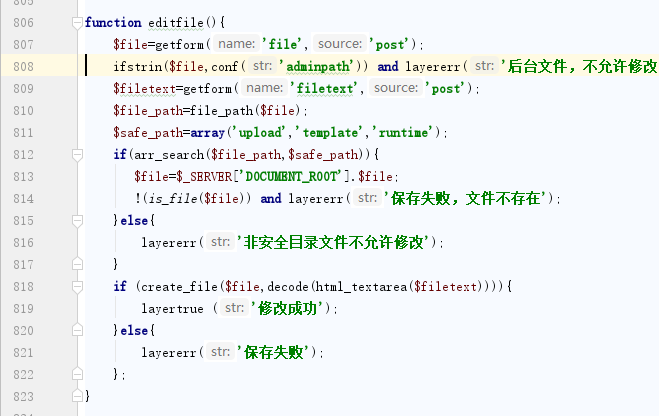 805
806 function editfile(){
807 $file=getform( name: 'file', source: 'post');
808 ifstrin($file,conf( str: 'adminpath')) and layererr( str: '后台文件，不允许修改
809 $filetext=getform( name: 'filetext', source: 'post');
810 $file_path=file_path($file);
811 $safe_path=array('upload','template','runtime');
812 if(arr_search($file_path,$safe_path)){
813 $file=$_SERVER['DOCUMENT_ROOT'].$file;
814 !(is_file($file)) and layererr( str: '保存失败，文件不存在');
815 }else{
816 layererr( str: '非安全目录文件不允许修改');
817 }
818 if (create_file($file,decode(html_textarea($filetext)))){
819 layertrue ( str: '修改成功');
820 }else{
821 layererr( str: '保存失败');
822 };
823 }